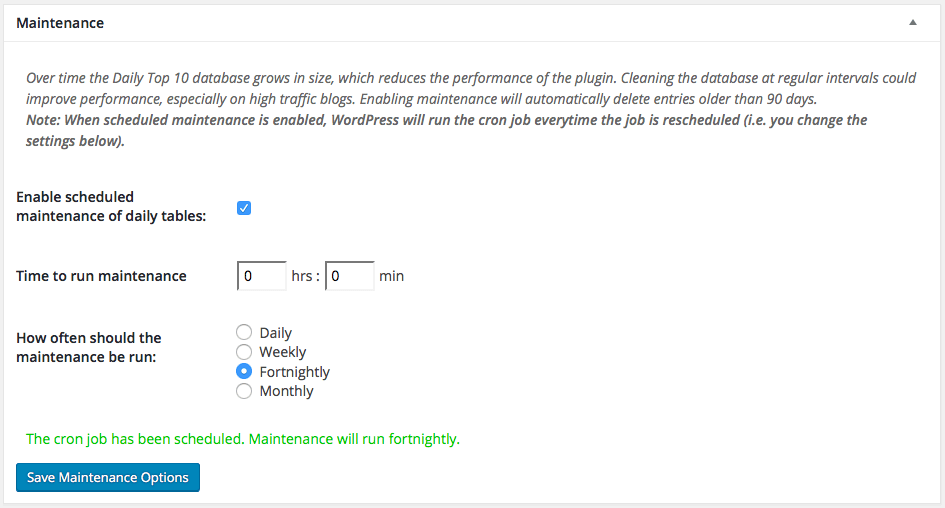 Maintenance
Over time the Daily Top 10 database grows in size, which reduces the performance of the plugin. Cleaning the database at regular intervals could
improve performance, especially on high traffic blogs. Enabling maintenance will automatically delete entries older than 90 days.
Note: When scheduled maintenance is enabled, WordPress will run the cron job everytime the job is rescheduled (i.e. you change the
settings below).
Enable scheduled
maintenance of daily tables:
Time to run maintenance 0 hrs : 0 min
How often should the
maintenance be run:
Daily
Weekly
Fortnightly
Monthly
The cron job has been scheduled. Maintenance will run fortnightly.
Save Maintenance Options